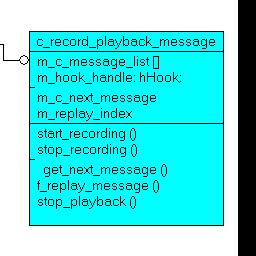 c_record_playback_message
m_c_message_list []
m_hook_handle: hHook;
m_c_next_message
m_replay_index
start_recording ()
stop_recording ()
get_next_message ()
f_replay_message ()
stop_playback ()